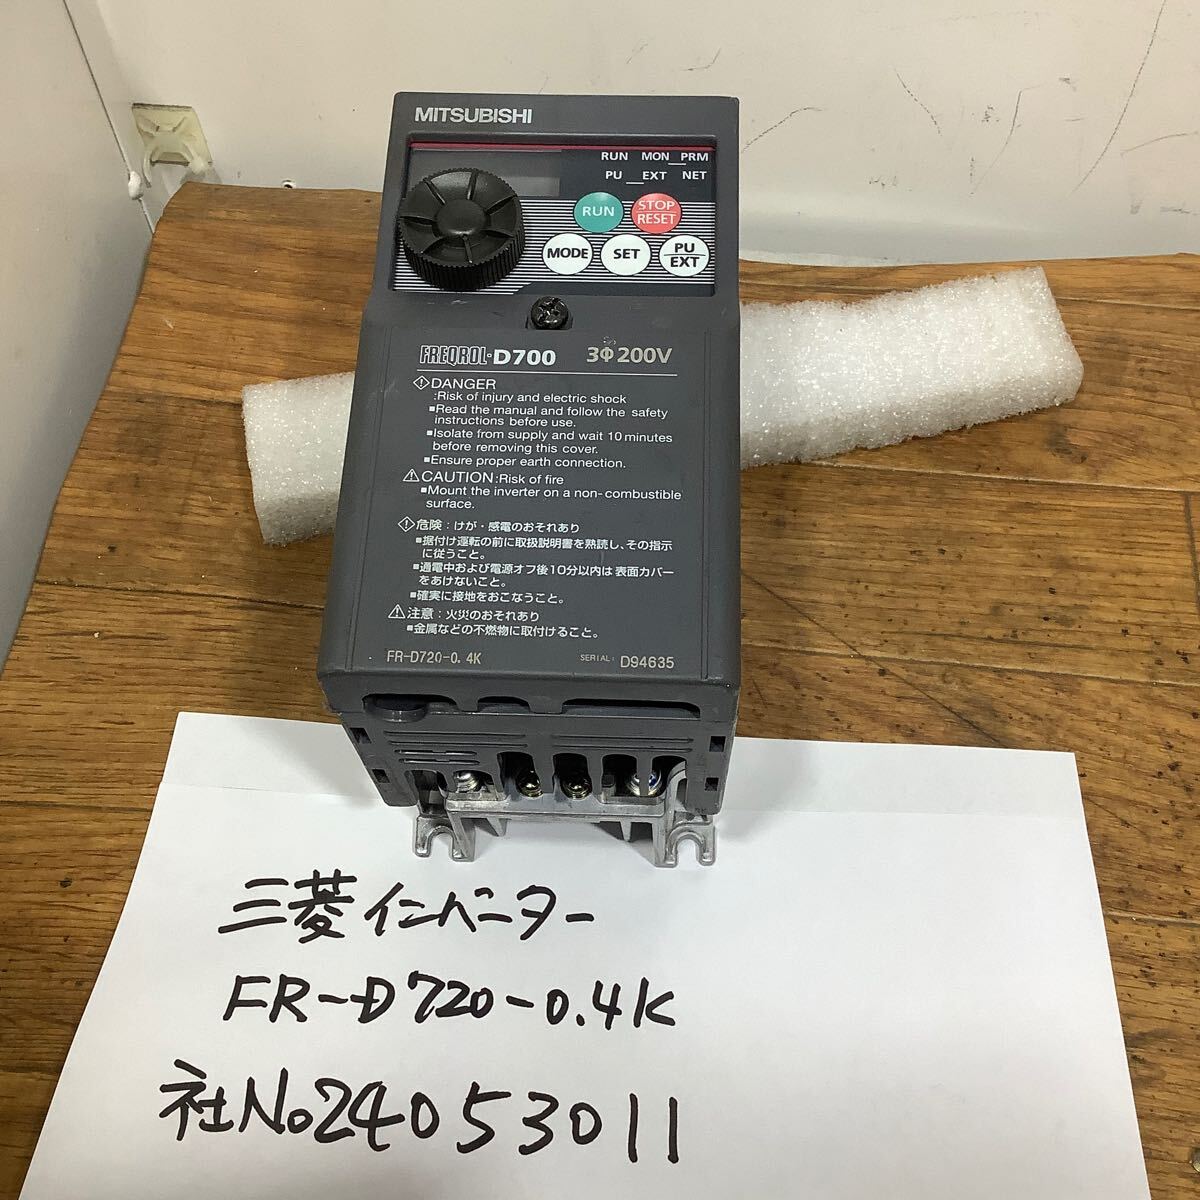 MITSUBISHI
RUN MON PRM
PU EXT NET
RUN
STOP
RESET
MODE
SET
PU
EXT
FREQROL-D700 3Φ200V
DANGER
:Risk of injury and electric shock
■Read the manual and follow the safety
instructions before use.
■Isolate from supply and wait 10 minutes
before removing this cover.
■Ensure proper earth connection.
CAUTION:Risk of fire
■Mount the inverter on a non-combustible
surface.
危険:けが・感電のおそれあり
■据付け運転の前に取扱説明書を熟読し、その指示
に従うこと。
■通電中および電源オフ後10分以内は表面カバー
をあけないこと。
■確実に接地をおこなうこと。
注意:火災のおそれあり
■金属などの不燃物に取付けること。
FR-D720-0.4K SERIAL: D94635
三菱インベーター
FR-D720-0.4K
社No24053011